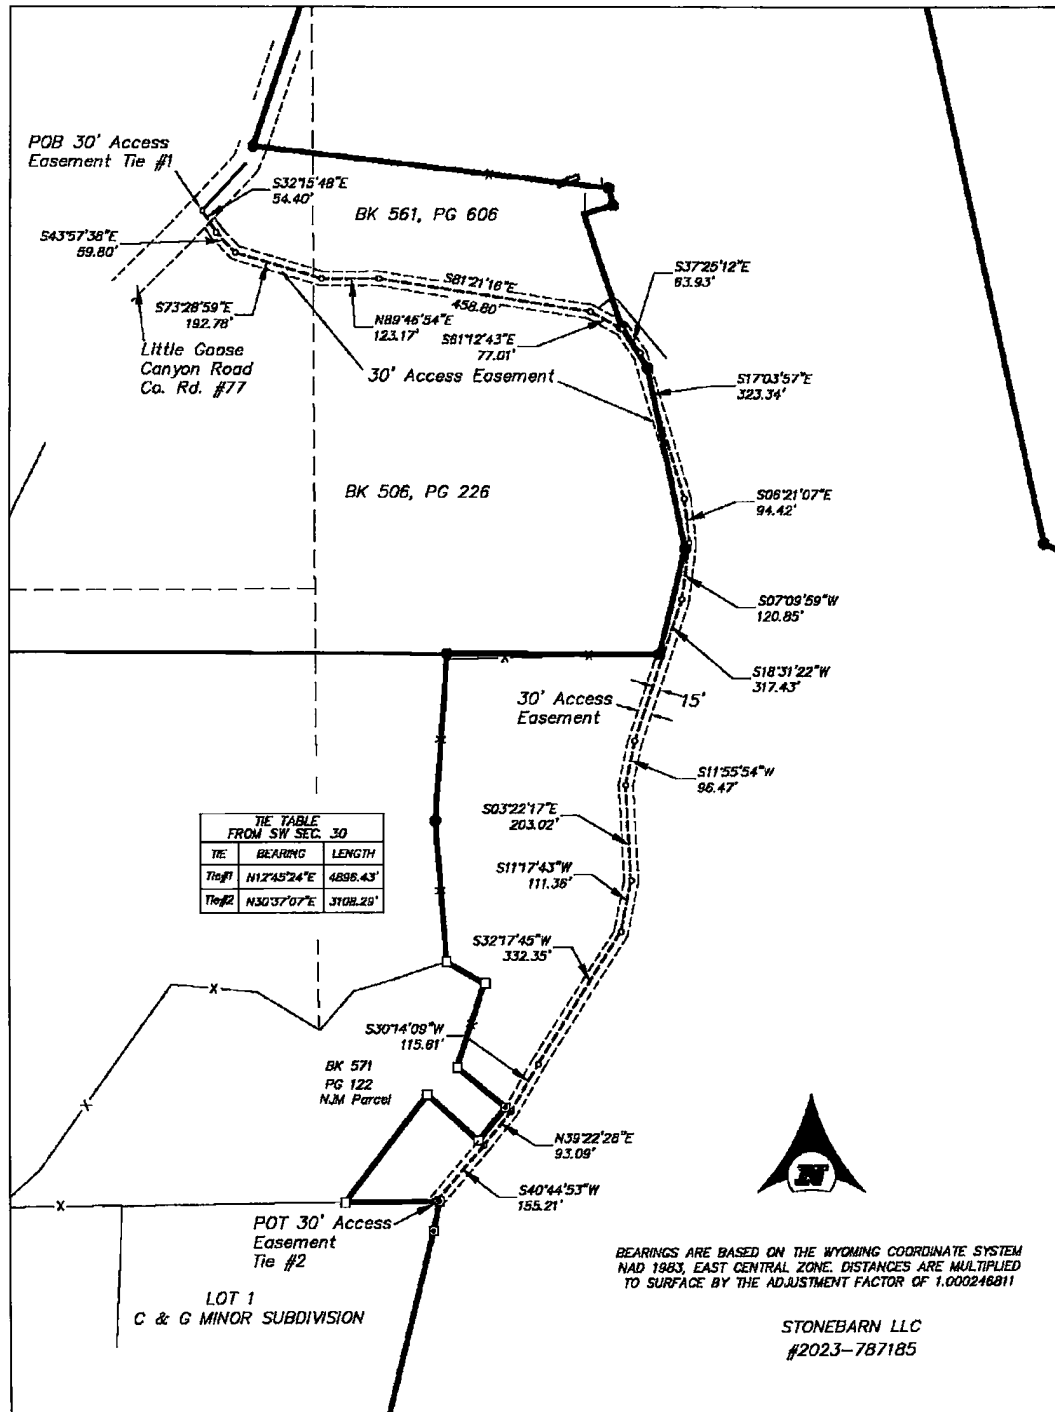 POB 30' Access
Easement Tie #1
S32°15'48"E
54.40'
BK 561, PG 606
S43°57'38"E
59.80'
S37°25'12"E
63.93'
S81°21'16"E
458.60'
S73°28'59"E
192.78'
N89°46'54"E
123.17'
S61°12'43"E
77.01'
Little Goose
Canyon Road
Co. Rd. #77
30' Access Easement
S17°03'57"E
323.34'
BK 506, PG 226
S06°21'07"E
94.42'
S07°09'59"W
120.85'
S18°31'22"W
317.43'
30' Access
Easement
15'
S11°55'54"W
96.47'
S03°22'17"E
203.02'
TIE TABLE
FROM SW SEC. 30
TIE BEARING LENGTH
Tie#1 N12°45'24"E 4896.43'
Tie#2 N30°37'07"E 3108.29'
S11°17'43"W
111.36'
S32°17'45"W
332.35'
S30°14'09"W
115.61'
BK 571
PG 122
NJM Parcel
N39°22'28"E
93.09'
S40°44'53"W
155.21'
N
POT 30' Access
Easement
Tie #2
BEARINGS ARE BASED ON THE WYOMING COORDINATE SYSTEM
NAD 1983, EAST CENTRAL ZONE. DISTANCES ARE MULTIPLIED
TO SURFACE BY THE ADJUSTMENT FACTOR OF 1.000246811
LOT 1
C & G MINOR SUBDIVISION
STONEBARN LLC
#2023-787185